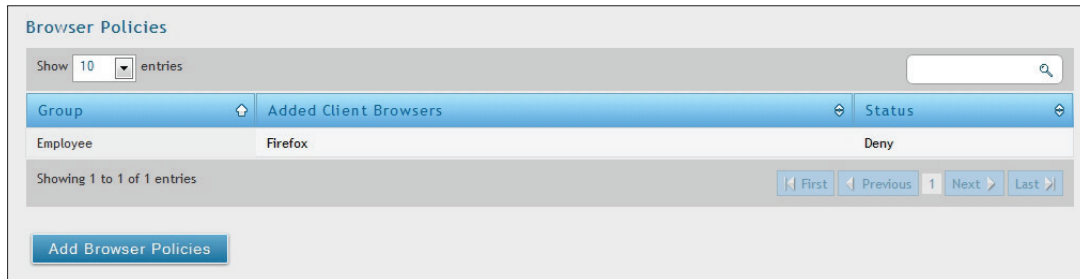 Browser Policies
Show 10 entries
Group Added Client Browsers Status
Employee Firefox Deny
Showing 1 to 1 of 1 entries First Previous 1 Next Last
Add Browser Policies